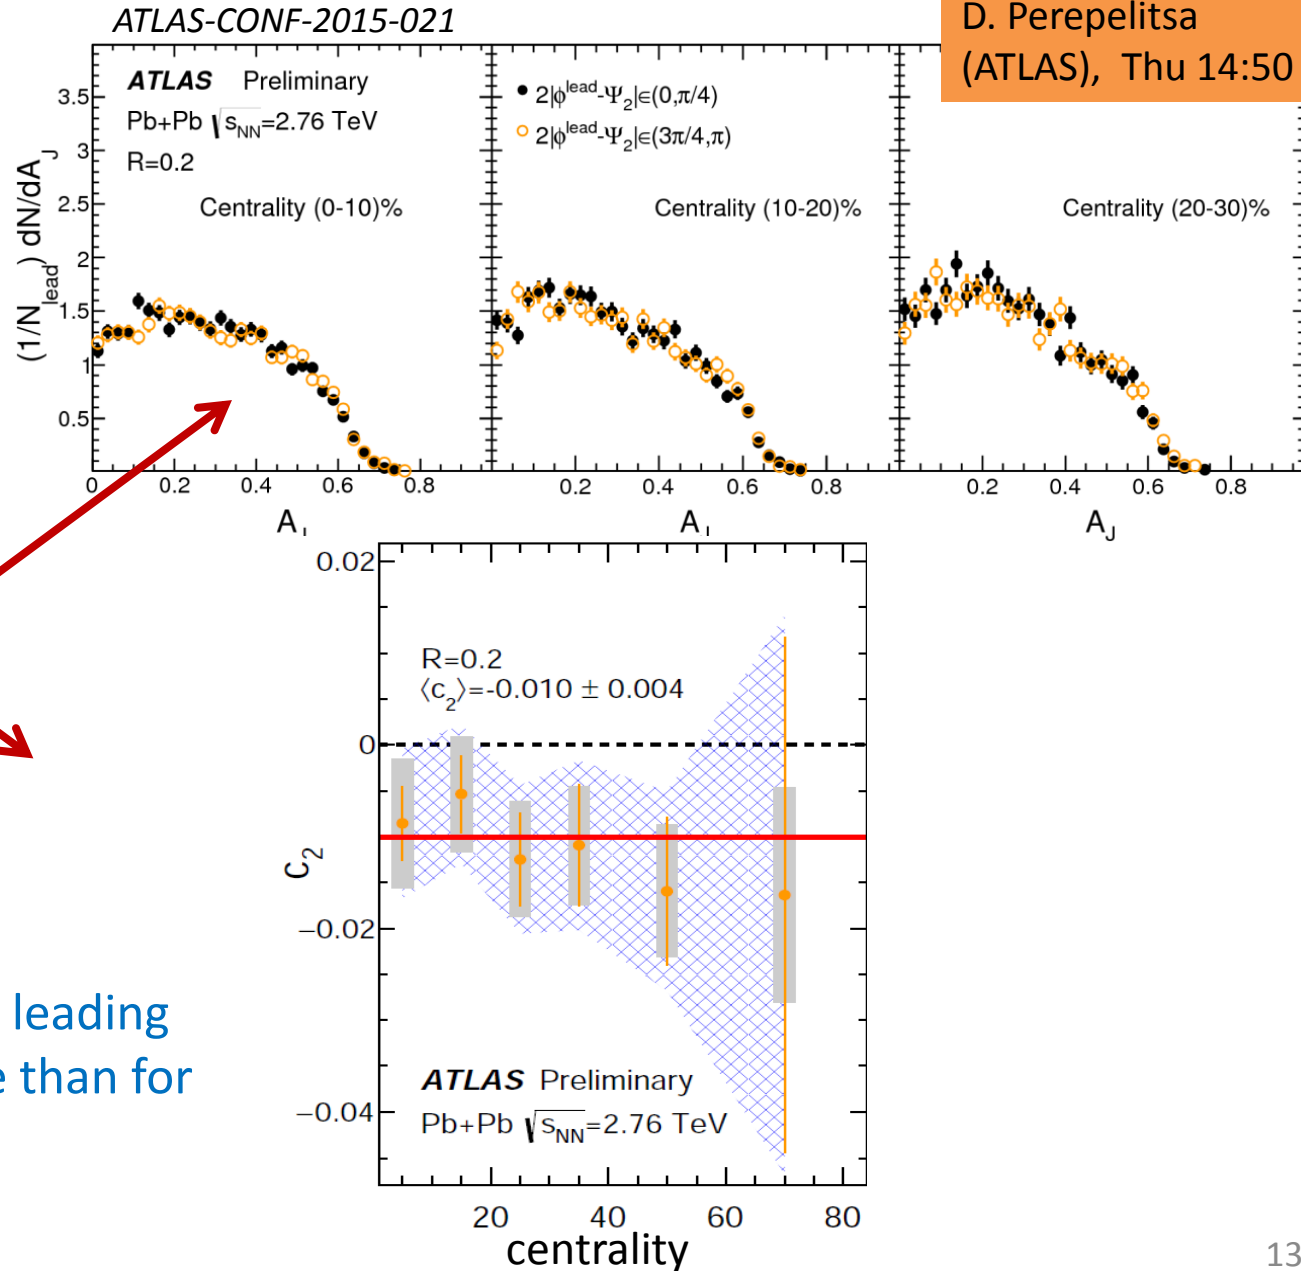 ATLAS-CONF-2015-021
D. Perepelitsa
(ATLAS), Thu 14:50
ATLAS Preliminary
Pb+Pb √sNN=2.76 TeV
R=0.2
Centrality (0-10)%
2|ϕlead-Ψ2|∈(0,π/4)
2|ϕlead-Ψ2|∈(3π/4,π)
Centrality (10-20)%
Centrality (20-30)%
(1/Nlead) dN/dAJ
3.5
3
2.5
2
1.5
1
0.5
0 0.2 0.4 0.6 0.8 0.2 0.4 0.6 0.8 0.2 0.4 0.6 0.8
AJ AJ AJ
0.02
R=0.2
⟨c2⟩=-0.010 ± 0.004
0
C2
−0.02
leading
e than for
ATLAS Preliminary
−0.04
Pb+Pb √sNN=2.76 TeV
20 40 60 80
centrality
13